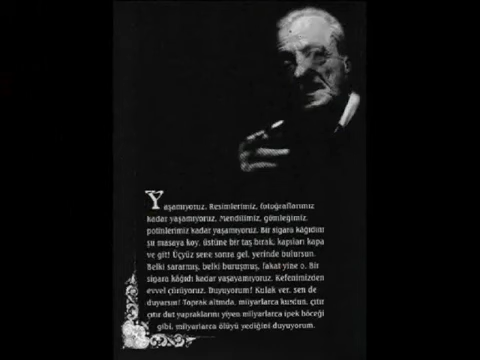 Yaşamıyoruz. Resimlerimiz, fotoğraflarımız
kadar yaşamıyoruz. Mendilimiz, gömleğimiz,
potinlerimiz kadar yaşamıyoruz. Bir sigara kâğıdını
şu masaya koy, üstüne bir taş bırak, kapıları kapa
ve git! Üçyüz sene sonra gel, yerinde bulursun.
Belki sararmış, belki buruşmuş, fakat yine o. Bir
sigara kâğıdı kadar yaşayamıyoruz. Kefenimizden
evvel çürüyoruz. Duyuyorum! Kulak ver, sen de
duyarsın! Toprak altında, milyarlarca kurdun, çıtır
çıtır dut yapraklarını yiyen milyarlarca ipek böceği
gibi, milyarlarca ölüyü yediğini duyuyorum.